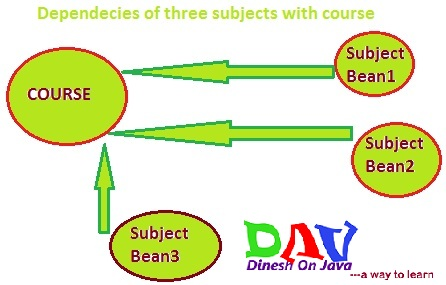 Dependecies of three subjects with course
Subject
Bean1
COURSE
Subject
Bean2
Subject
Bean3
DAV
Dinesh On Java
---a way to learn